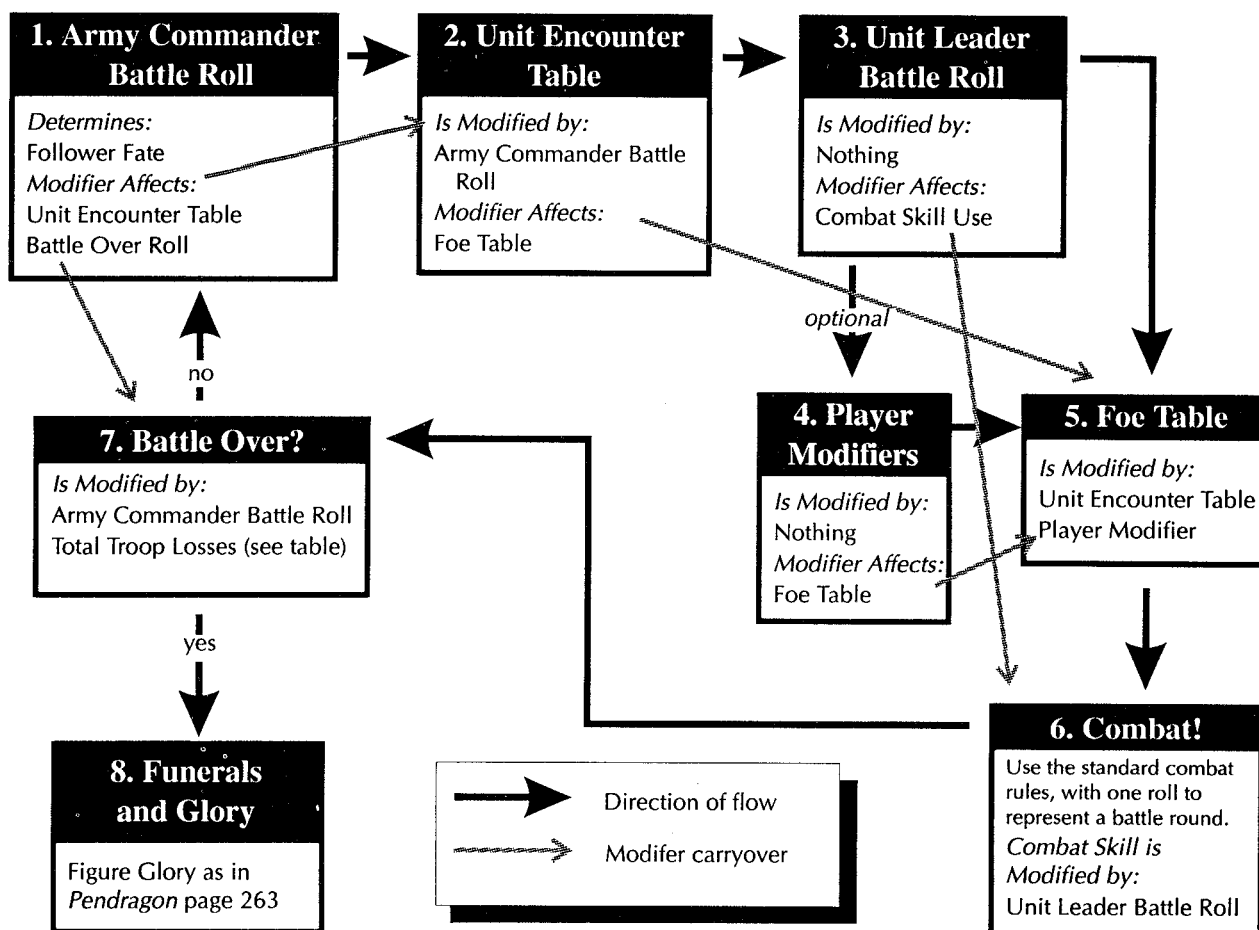 1. Army Commander
Battle Roll
Determines:
Follower Fate
Modifier Affects:
Unit Encounter Table
Battle Over Roll
2. Unit Encounter
Table
Is Modified by:
Army Commander Battle
Roll
Modifier Affects:
Foe Table
3. Unit Leader
Battle Roll
Is Modified by:
Nothing
Modifier Affects:
Combat Skill Use
optional
4. Player
Modifiers
Is Modified by:
Nothing
Modifier Affects:
Foe Table
5. Foe Table
Is Modified by:
Unit Encounter Table
Player Modifier
6. Combat!
Use the standard combat
rules, with one roll to
represent a battle round.
Combat Skill is
Modified by:
Unit Leader Battle Roll
no
7. Battle Over?
Is Modified by:
Army Commander Battle Roll
Total Troop Losses (see table)
yes
8. Funerals
and Glory
Figure Glory as in
Pendragon page 263
Direction of flow
Modifer carryover